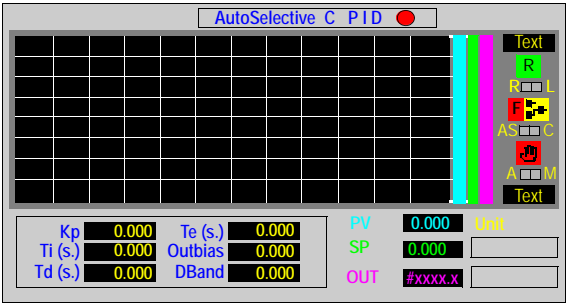 AutoSelective C PID
Text
R
R L
F
AS C
A M
Text
Kp 0.000 Te (s.) 0.000 PV 0.000 Unit
Ti (s.) 0.000 Outbias 0.000 SP 0.000
Td (s.) 0.000 DBand 0.000 OUT #xxxx.x